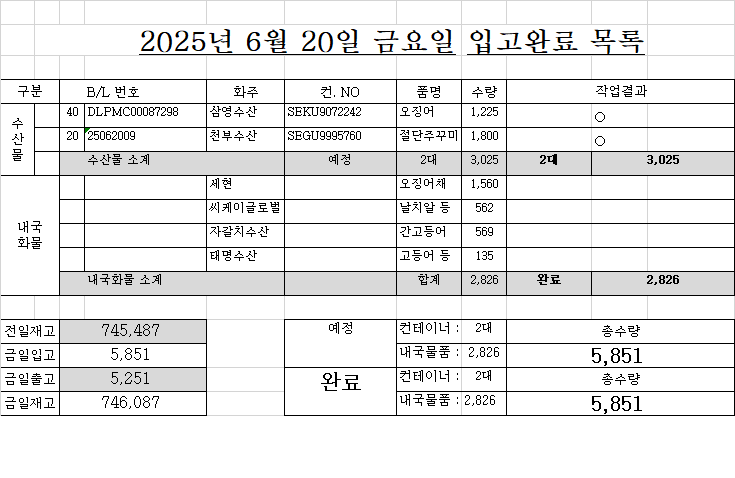 2025년 6월 20일 금요일 입고완료 목록
구분 B/L 번호 화주 컨. NO 품명 수량 작업결과
수산물
40 DLPMC00087298 삼영수산 SEKU9072242 오징어 1,225 ○
20 25062009 천부수산 SEGU9995760 절단주꾸미 1,800 ○
수산물 소계 예정 2대 3,025 2대 3,025
내국
화물
세현 오징어채 1,560
씨케이글로벌 날치알 등 562
자갈치수산 간고등어 569
태명수산 고등어 등 135
내국화물 소계 합계 2,826 완료 2,826
전일재고 745,487 예정 컨테이너 : 2대 총수량
금일입고 5,851 내국물품 : 2,826 5,851
금일출고 5,251 완료 컨테이너 : 2대 총수량
금일재고 746,087 내국물품 : 2,826 5,851